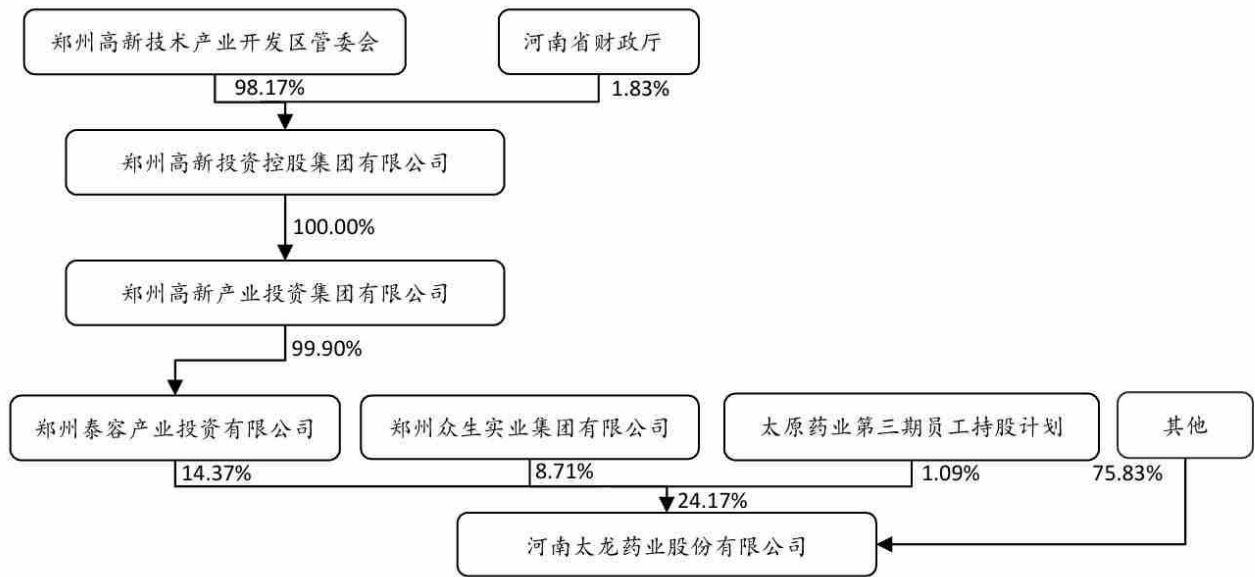 郑州高新技术产业开发区管委会
河南省财政厅
98.17%
1.83%
郑州高新投资控股集团有限公司
100.00%
郑州高新产业投资集团有限公司
99.90%
郑州泰容产业投资有限公司
郑州众生实业集团有限公司
太原药业第三期员工持股计划
其他
14.37%
8.71%
1.09%
75.83%
24.17%
河南太龙药业股份有限公司